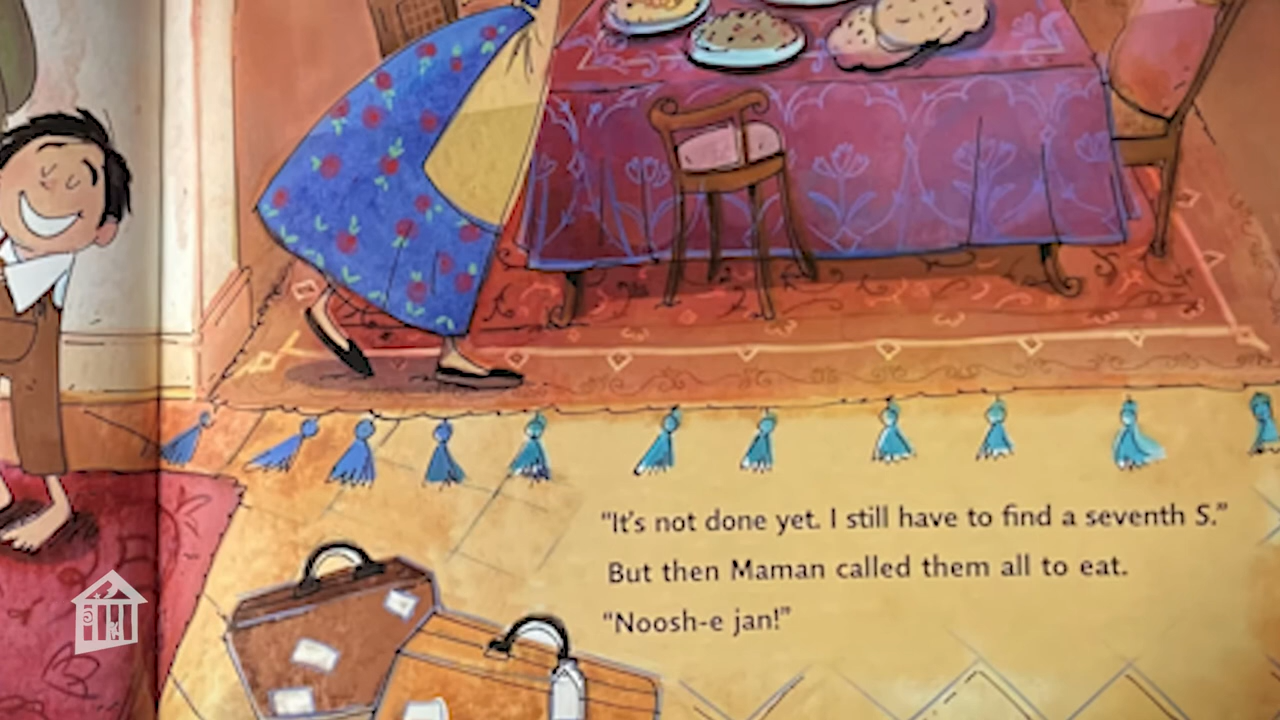 “It’s not done yet. I still have to find a seventh S.”
But then Maman called them all to eat.
“Noosh-e jan!”